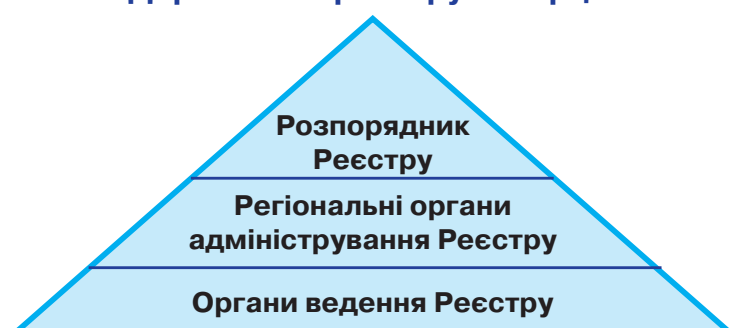 Розпорядник
Реєстру
Регіональні органи
адміністрування Реєстру
Органи ведення Реєстру